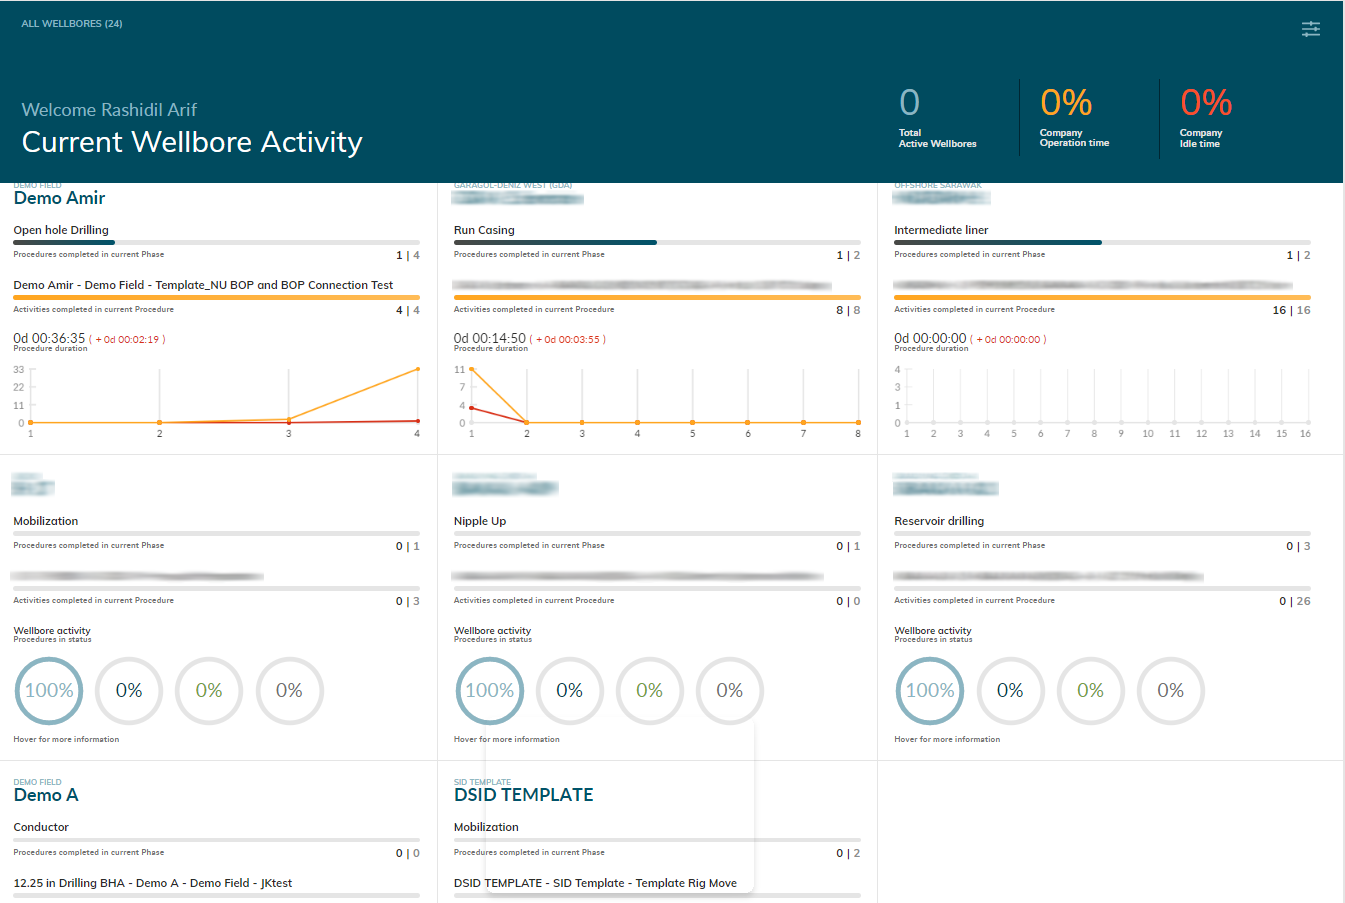 ALL WELLBORES (24)
Welcome Rashidil Arif
Current Wellbore Activity
0
Total
Active Wellbores
0%
Company
Operation time
0%
Company
Idle time
DEMO FIELD
Demo Amir
Open hole Drilling
Procedures completed in current Phase
1 | 4
Demo Amir - Demo Field - Template_NU BOP and BOP Connection Test
Activities completed in current Procedure
4 | 4
0d 00:36:35 ( + 0d 00:02:19 )
Procedure duration
33
22
11
0
1 2 3 4
GARAGOL-DENIZ WEST (GDA)
Run Casing
Procedures completed in current Phase
1 | 2
Activities completed in current Procedure
8 | 8
0d 00:14:50 ( + 0d 00:03:55 )
Procedure duration
11
7
4
0
1 2 3 4 5 6 7 8
OFFSHORE SARAWAK
Intermediate liner
Procedures completed in current Phase
1 | 2
Activities completed in current Procedure
16 | 16
0d 00:00:00 ( + 0d 00:00:00 )
Procedure duration
4
3
1
0
1 2 3 4 5 6 7 8 9 10 11 12 13 14 15 16
Mobilization
Procedures completed in current Phase
0 | 1
Activities completed in current Procedure
0 | 3
Wellbore activity
Procedures in status
100% 0% 0% 0%
Hover for more information
Nipple Up
Procedures completed in current Phase
0 | 1
Activities completed in current Procedure
0 | 0
Wellbore activity
Procedures in status
100% 0% 0% 0%
Hover for more information
Reservoir drilling
Procedures completed in current Phase
0 | 3
Activities completed in current Procedure
0 | 26
Wellbore activity
Procedures in status
100% 0% 0% 0%
Hover for more information
DEMO FIELD
Demo A
Conductor
Procedures completed in current Phase
0 | 0
12.25 in Drilling BHA - Demo A - Demo Field - JKtest
SID TEMPLATE
DSID TEMPLATE
Mobilization
Procedures completed in current Phase
0 | 2
DSID TEMPLATE - SID Template - Template Rig Move